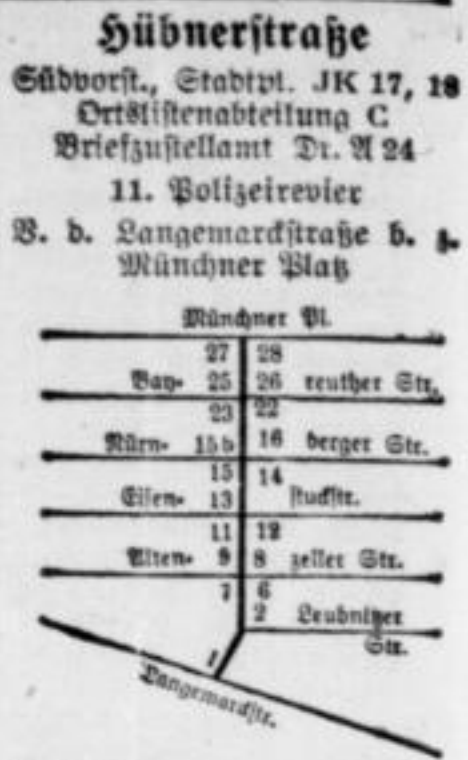 Hübnerstraße
Südvorst., Stadtpl. JK 17, 18
Ortslistenabteilung C
Briefzustellamt Dr. A 24
11. Polizeirevier
V. d. Langemarckstraße b. z.
Münchner Platz
Münchner Pl.
27 28
Bay- 25 26 reuther Str.
23 22
Nürn- 15b 16 berger Str.
15 14
Eisen- 13 stuckstr.
11 12
Alten- 9 8 zeller Str.
7 6
2 Leubnitzer
Str.
1
Langemarckstr.